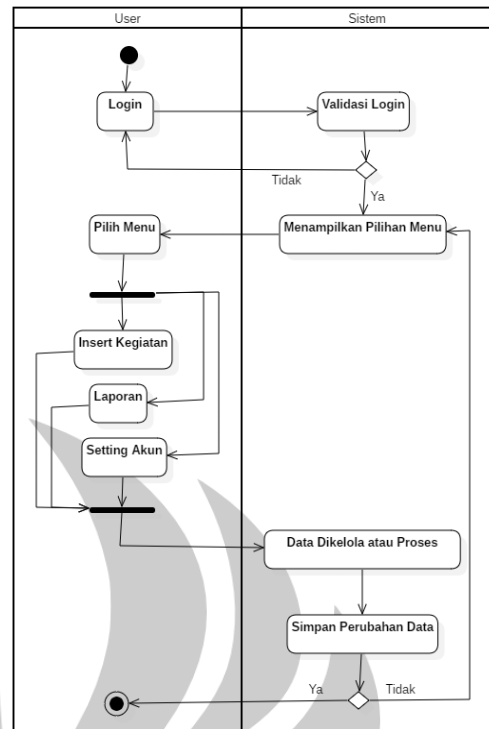 User
Sistem
Login
Validasi Login
Tidak
Ya
Pilih Menu
Menampilkan Pilihan Menu
Insert Kegiatan
Laporan
Setting Akun
Data Dikelola atau Proses
Simpan Perubahan Data
Ya
Tidak